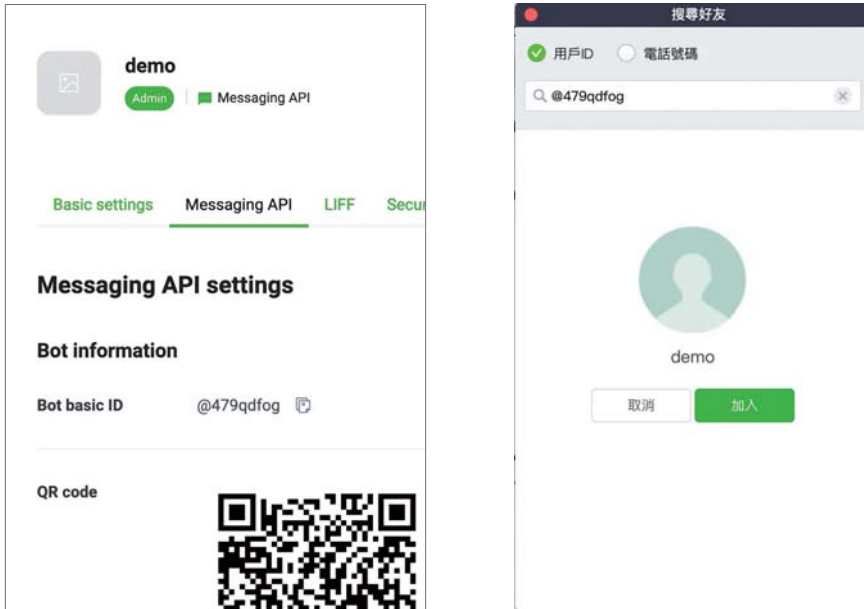 demo
Admin
Messaging API
Basic settings Messaging API LIFF Secur
Messaging API settings
Bot information
Bot basic ID @479qdfog
QR code
搜尋好友
用戶ID 電話號碼
@479qdfog
demo
取消 加入